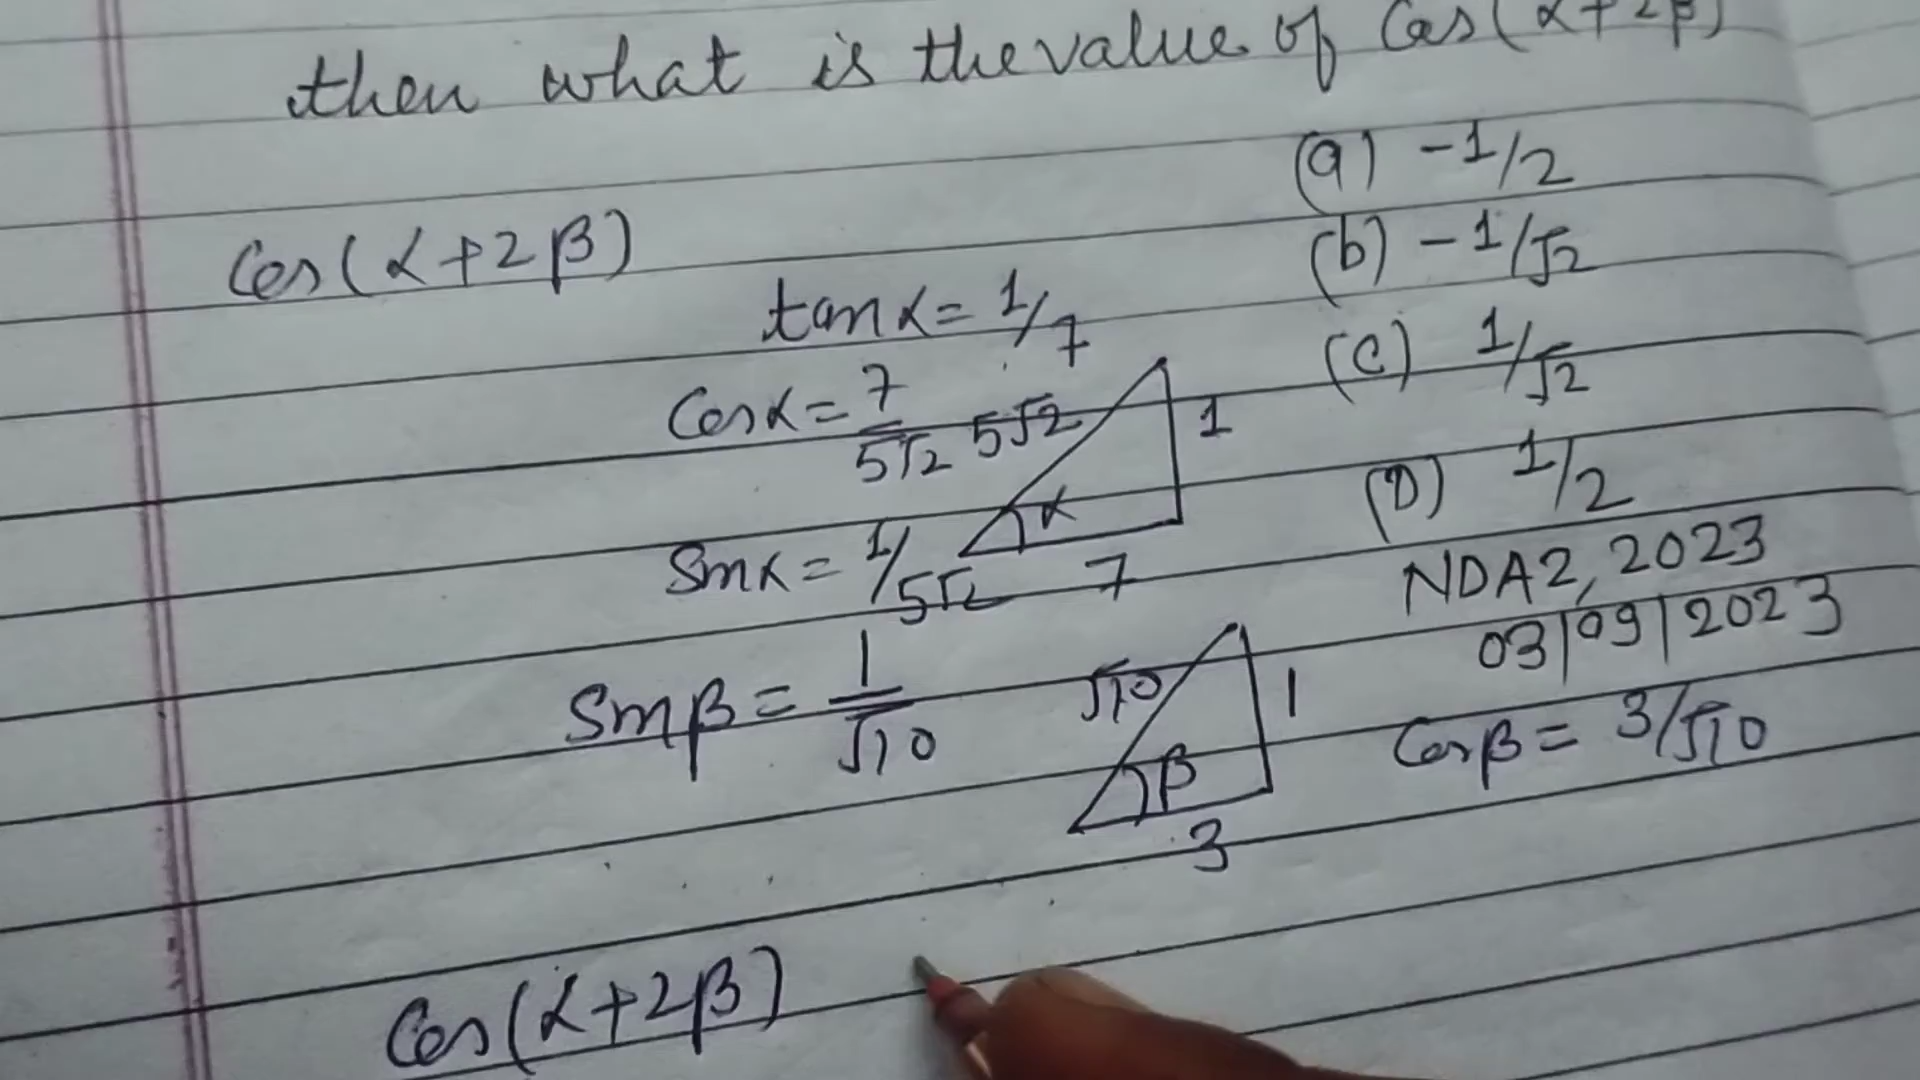 then what is the value of Cos(α+2β)
(a) -1/2
Cos(α+2β)
(b) -1/√2
tanα = 1/7
(C) 1/√2
Cosα = 7/5√2
5√2
1
α
7
(D) 1/2
Sinα = 1/5√2
NDA2, 2023
03|09|2023
Sinβ = 1/√10
√10
1
β
3
Cosβ = 3/√10
Cos(α+2β)